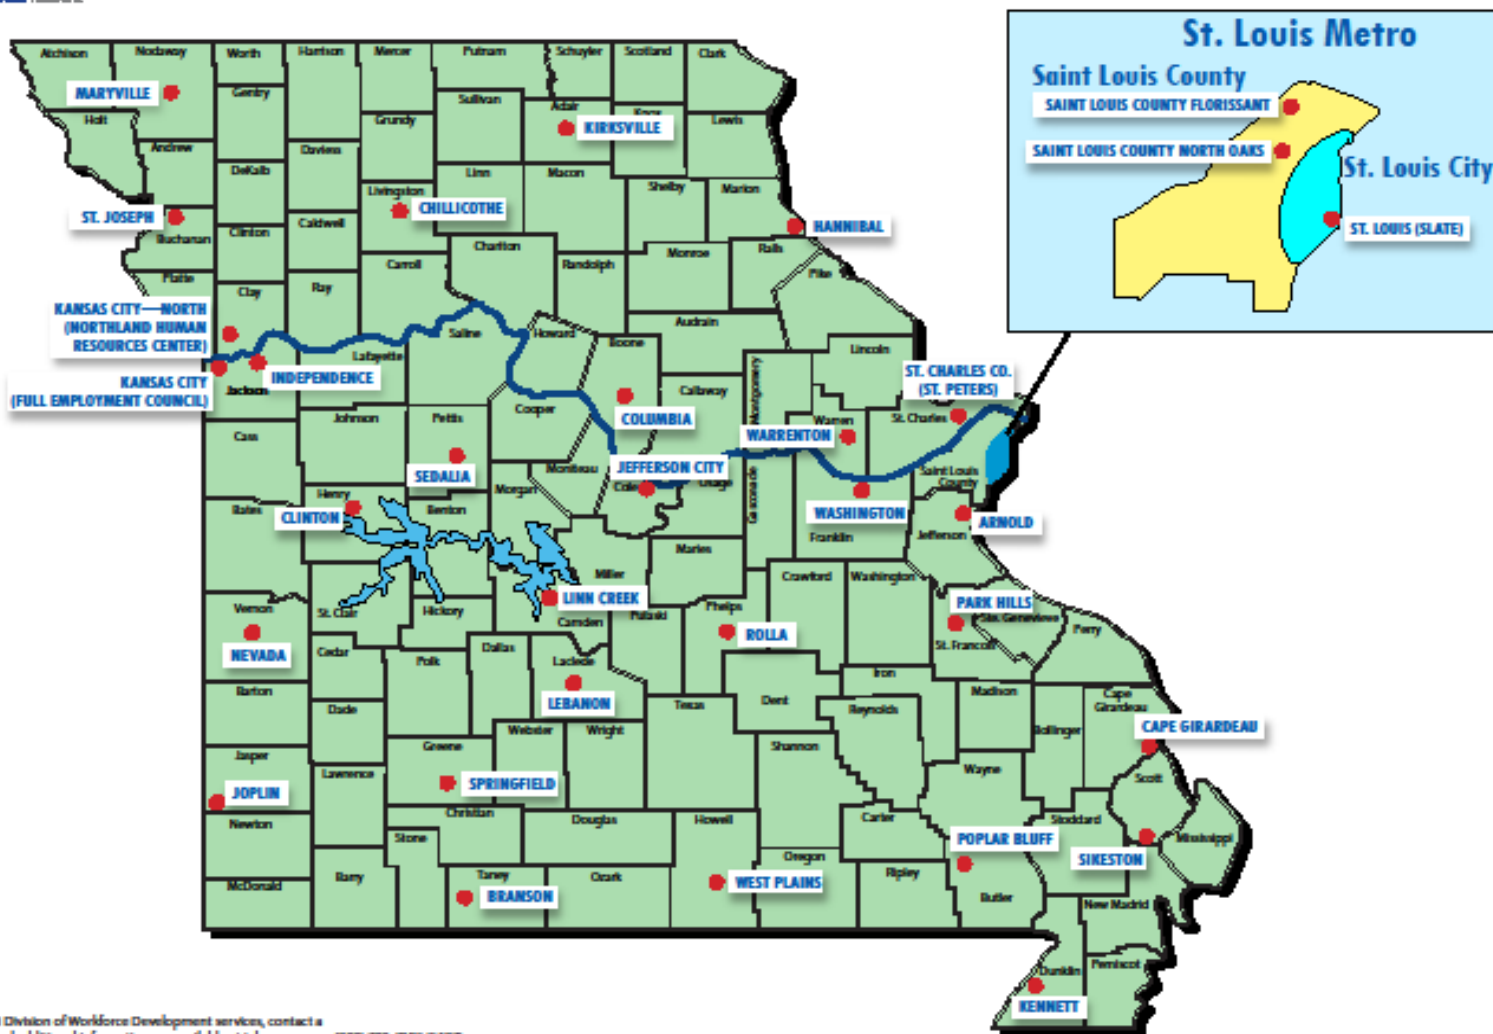 St. Louis Metro
Saint Louis County
SAINT LOUIS COUNTY FLORISSANT
SAINT LOUIS COUNTY NORTH OAKS
St. Louis City
ST. LOUIS (SLATE)
Atchison
Nodaway
Worth
Harrison
Mercer
Putnam
Schuyler
Scotland
Clark
MARYVILLE
Gentry
Sullivan
Adair
Knox
Holt
Grundy
KIRKSVILLE
Lewis
Andrew
Daviess
DeKalb
Linn
Macon
Livingston
Shelby
Marion
ST. JOSEPH
CHILLICOTHE
Caldwell
HANNIBAL
Buchanan
Clinton
Chariton
Monroe
Ralls
Carroll
Randolph
Pike
Platte
Clay
Ray
KANSAS CITY—NORTH
(NORTHLAND HUMAN
RESOURCES CENTER)
Audrain
Saline
Howard
Boone
Lincoln
Lafayette
KANSAS CITY
(FULL EMPLOYMENT COUNCIL)
INDEPENDENCE
Jackson
Callaway
Montgomery
ST. CHARLES CO.
(ST. PETERS)
Johnson
Pettis
Cooper
COLUMBIA
Warren
St. Charles
Cass
WARRENTON
SEDALIA
Moniteau
JEFFERSON CITY
Saint Louis
County
Henry
Morgan
Cole
Osage
Gasconade
Bates
CLINTON
Benton
WASHINGTON
ARNOLD
Franklin
Jefferson
Maries
Miller
Crawford
Washington
LINN CREEK
Vernon
St. Clair
Hickory
Camden
Pulaski
Phelps
PARK HILLS
Ste. Genevieve
Perry
NEVADA
ROLLA
St. Francois
Cedar
Polk
Dallas
Laclede
Iron
Barton
LEBANON
Dent
Madison
Cape
Girardeau
Dade
Texas
Reynolds
Bollinger
CAPE GIRARDEAU
Webster
Wright
Greene
Shannon
Jasper
Lawrence
Wayne
Scott
JOPLIN
SPRINGFIELD
Christian
Newton
Douglas
Howell
Carter
Stoddard
Stone
POPLAR BLUFF
Mississippi
Oregon
SIKESTON
McDonald
Barry
Taney
Ozark
WEST PLAINS
Ripley
BRANSON
Butler
New Madrid
Dunklin
Pemiscot
KENNETT
Division of Workforce Development services, contact a